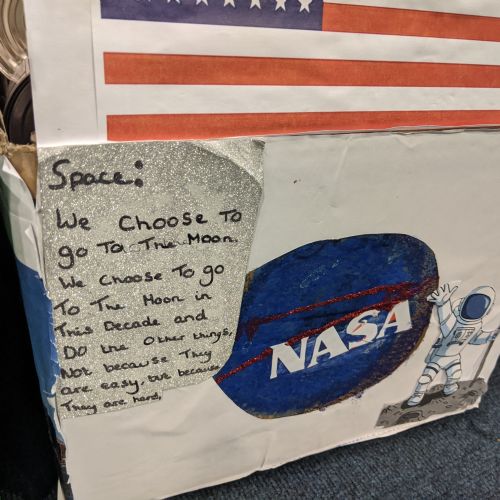 Space:
We Choose To
go To The Moon.
We Choose To go
To The Moon in
This Decade and
DO the Other things,
Not because They
are easy, but because
They are hard,
NASA